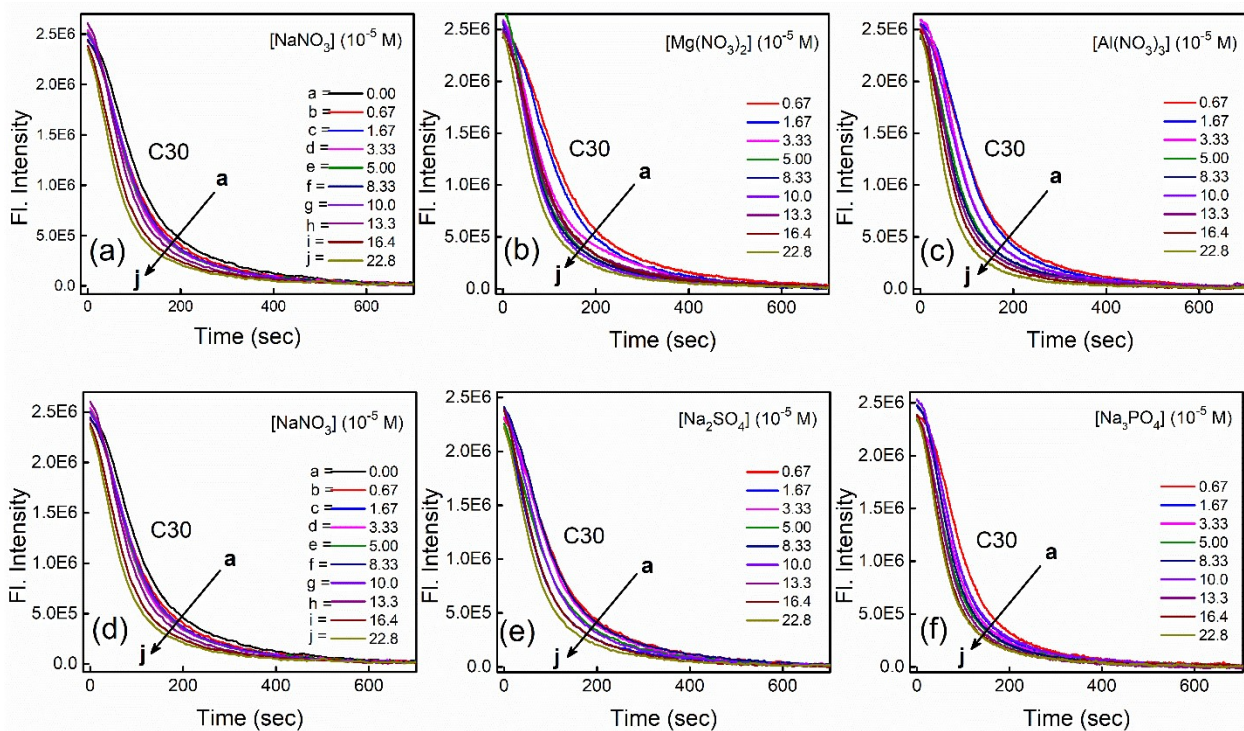 [NaNO3] (10-5 M)
a = 0.00
b = 0.67
c = 1.67
d = 3.33
e = 5.00
f = 8.33
g = 10.0
h = 13.3
i = 16.4
j = 22.8
C30
a
j
(a)
Fl. Intensity
2.5E6
2.0E6
1.5E6
1.0E6
5.0E5
0.0
0 200 400 600
Time (sec)
[Mg(NO3)2] (10-5 M)
0.67
1.67
3.33
5.00
8.33
10.0
13.3
16.4
22.8
C30
a
j
(b)
Fl. Intensity
2.5E6
2.0E6
1.5E6
1.0E6
5.0E5
0.0
0 200 400 600
Time (sec)
[Al(NO3)3] (10-5 M)
0.67
1.67
3.33
5.00
8.33
10.0
13.3
16.4
22.8
C30
a
j
(c)
Fl. Intensity
2.5E6
2.0E6
1.5E6
1.0E6
5.0E5
0.0
0 200 400 600
Time (sec)
[NaNO3] (10-5 M)
a = 0.00
b = 0.67
c = 1.67
d = 3.33
e = 5.00
f = 8.33
g = 10.0
h = 13.3
i = 16.4
j = 22.8
C30
a
j
(d)
Fl. Intensity
2.5E6
2.0E6
1.5E6
1.0E6
5.0E5
0.0
0 200 400 600
Time (sec)
[Na2SO4] (10-5 M)
0.67
1.67
3.33
5.00
8.33
10.0
13.3
16.4
22.8
C30
a
j
(e)
Fl. Intensity
2.5E6
2.0E6
1.5E6
1.0E6
5.0E5
0.0
0 200 400 600
Time (sec)
[Na3PO4] (10-5 M)
0.67
1.67
3.33
5.00
8.33
10.0
13.3
16.4
22.8
C30
a
j
(f)
Fl. Intensity
2.5E6
2.0E6
1.5E6
1.0E6
5.0E5
0.0
0 200 400 600
Time (sec)